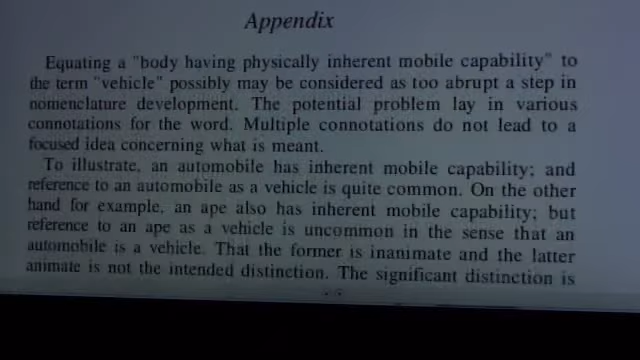 Appendix
Equating a "body having physically inherent mobile capability" to
the term "vehicle" possibly may be considered as too abrupt a step in
nomenclature development. The potential problem lay in various
connotations for the word. Multiple connotations do not lead to a
focused idea concerning what is meant.
To illustrate, an automobile has inherent mobile capability; and
reference to an automobile as a vehicle is quite common. On the other
hand for example, an ape also has inherent mobile capability; but
reference to an ape as a vehicle is uncommon in the sense that an
automobile is a vehicle. That the former is inanimate and the latter
animate is not the intended distinction. The significant distinction is